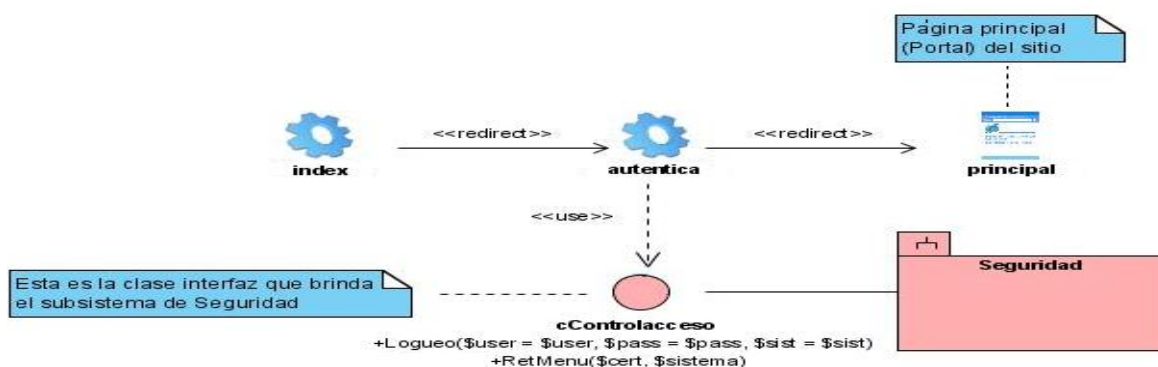 Página principal
(Portal) del sitio
<<redirect>>
<<redirect>>
index
autentica
principal
<<use>>
Seguridad
Esta es la clase interfaz que brinda
el subsistema de Seguridad
cControlacceso
+Logueo($user = $user, $pass = $pass, $sist = $sist)
+RetMenu($cert, $sistema)